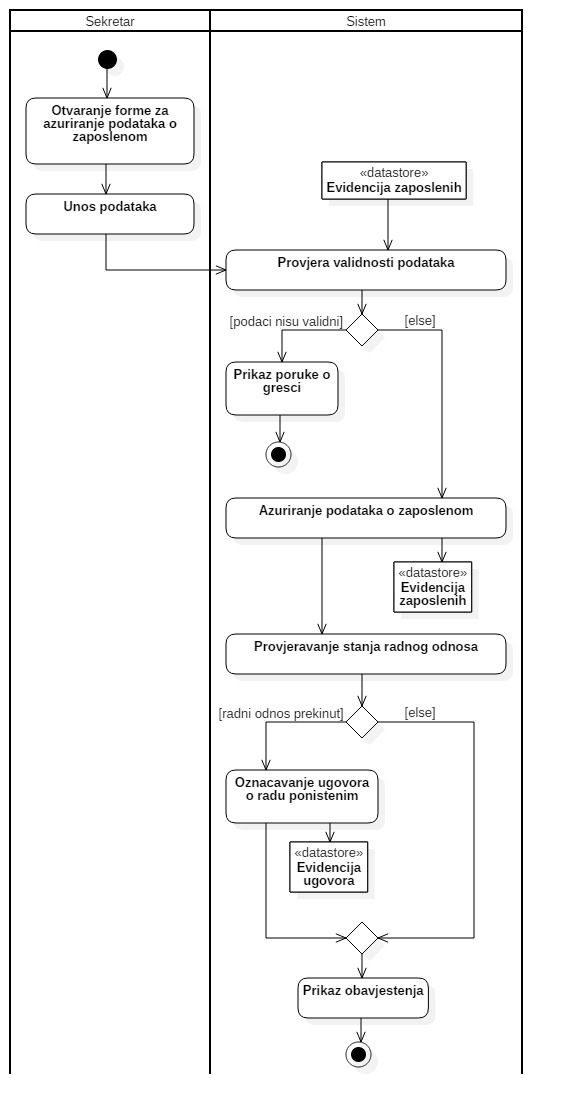 Sekretar
Sistem
Otvaranje forme za
azuriranje podataka o
zaposlenom
«datastore»
Evidencija zaposlenih
Unos podataka
Provjera validnosti podataka
[podaci nisu validni]
[else]
Prikaz poruke o
gresci
Azuriranje podataka o zaposlenom
«datastore»
Evidencija
zaposlenih
Provjeravanje stanja radnog odnosa
[radni odnos prekinut]
[else]
Oznacavanje ugovora
o radu ponistenim
«datastore»
Evidencija
ugovora
Prikaz obavjestenja